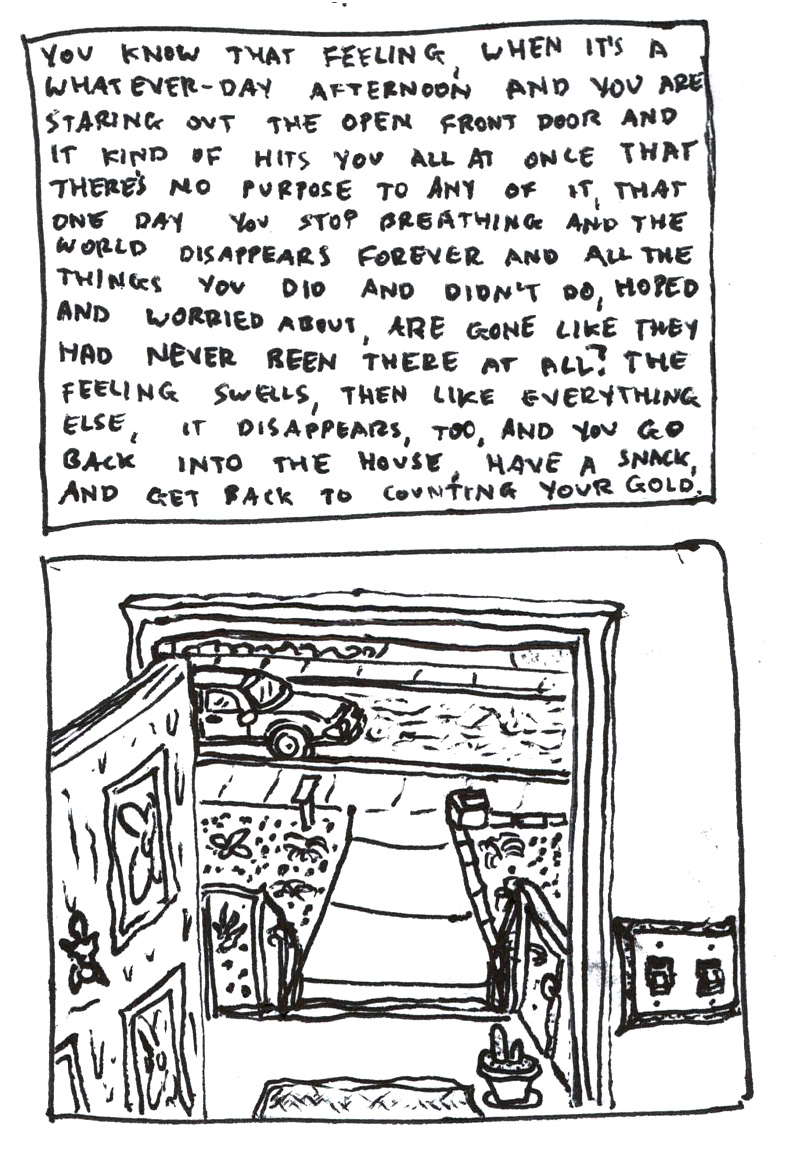 YOU KNOW THAT FEELING, WHEN IT'S A
WHATEVER-DAY AFTERNOON AND YOU ARE
STARING OUT THE OPEN FRONT DOOR AND
IT KIND OF HITS YOU ALL AT ONCE THAT
THERE'S NO PURPOSE TO ANY OF IT, THAT
ONE DAY YOU STOP BREATHING AND THE
WORLD DISAPPEARS FOREVER AND ALL THE
THINGS YOU DID AND DIDN'T DO, HOPED
AND WORRIED ABOUT, ARE GONE LIKE THEY
HAD NEVER BEEN THERE AT ALL? THE
FEELING SWELLS, THEN LIKE EVERYTHING
ELSE, IT DISAPPEARS, TOO, AND YOU GO
BACK INTO THE HOUSE, HAVE A SNACK,
AND GET BACK TO COUNTING YOUR GOLD.